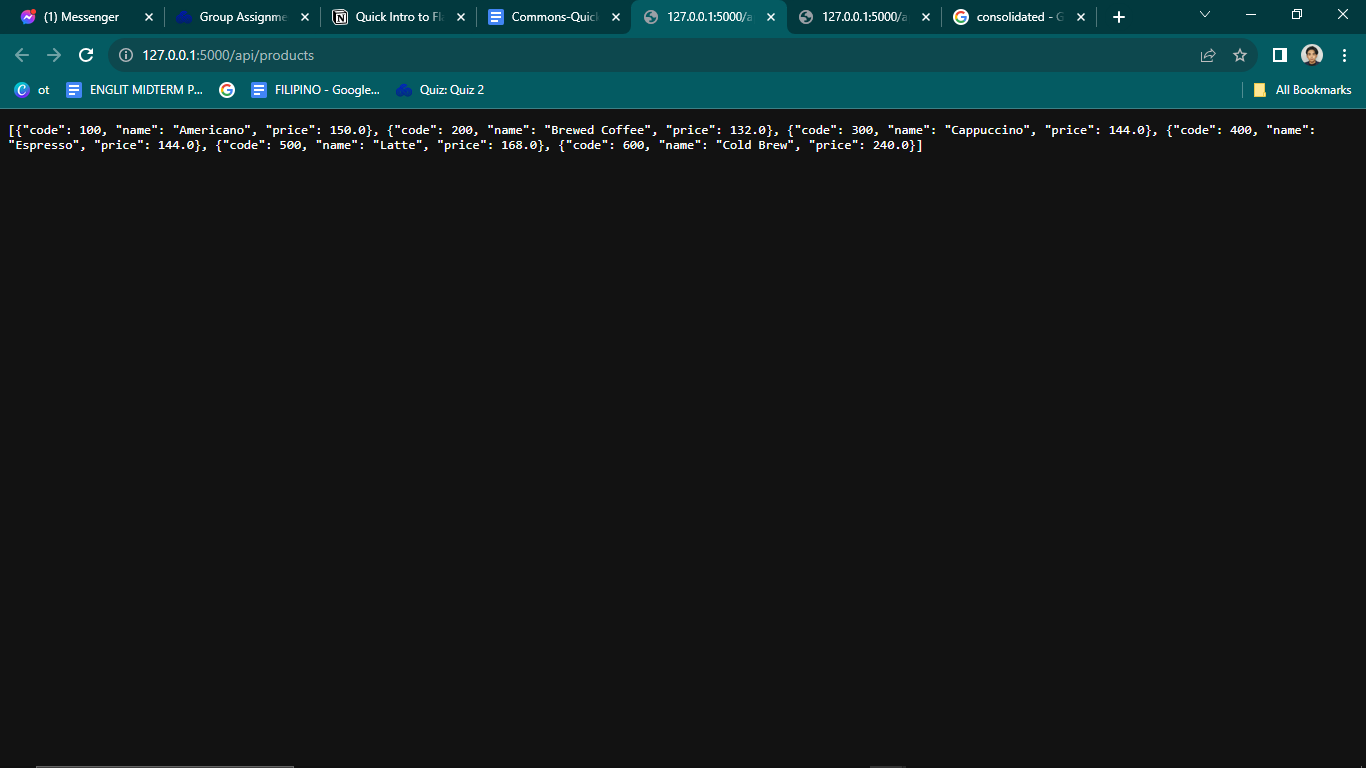 (1) Messenger
Group Assignme
Quick Intro to Fl
Commons-Quic
127.0.0.1:5000/a
127.0.0.1:5000/a
consolidated - G
127.0.0.1:5000/api/products
ot
ENGLIT MIDTERM P...
FILIPINO - Google...
Quiz: Quiz 2
All Bookmarks
[{"code": 100, "name": "Americano", "price": 150.0}, {"code": 200, "name": "Brewed Coffee", "price": 132.0}, {"code": 300, "name": "Cappuccino", "price": 144.0}, {"code": 400, "name":
"Espresso", "price": 144.0}, {"code": 500, "name": "Latte", "price": 168.0}, {"code": 600, "name": "Cold Brew", "price": 240.0}]